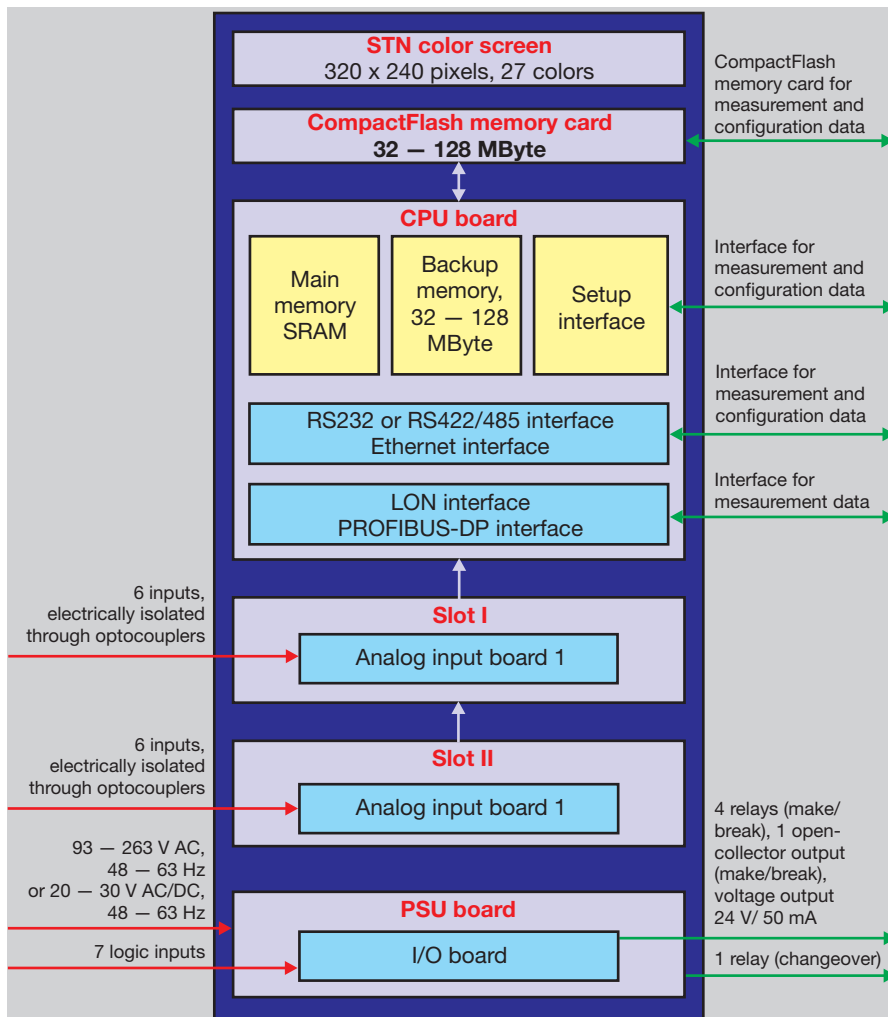 STN color screen
320 x 240 pixels, 27 colors
CompactFlash memory card
32 — 128 MByte
CompactFlash
memory card for
measurement and
configuration data
CPU board
Main
memory
SRAM
Backup
memory,
32 — 128
MByte
Setup
interface
Interface for
measurement and
configuration data
RS232 or RS422/485 interface
Ethernet interface
Interface for
measurement and
configuration data
LON interface
PROFIBUS-DP interface
Interface for
mesaurement data
6 inputs,
electrically isolated
through optocouplers
Slot I
Analog input board 1
6 inputs,
electrically isolated
through optocouplers
Slot II
Analog input board 1
93 — 263 V AC,
48 — 63 Hz
or 20 — 30 V AC/DC,
48 — 63 Hz
7 logic inputs
PSU board
I/O board
4 relays (make/
break), 1 open-
collector output
(make/break),
voltage output
24 V/ 50 mA
1 relay (changeover)